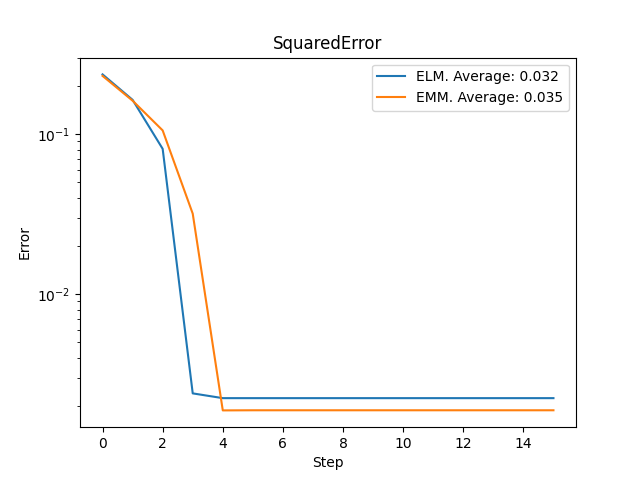 SquaredError
ELM. Average: 0.032
EMM. Average: 0.035
10⁻¹
10⁻²
Error
0 2 4 6 8 10 12 14
Step